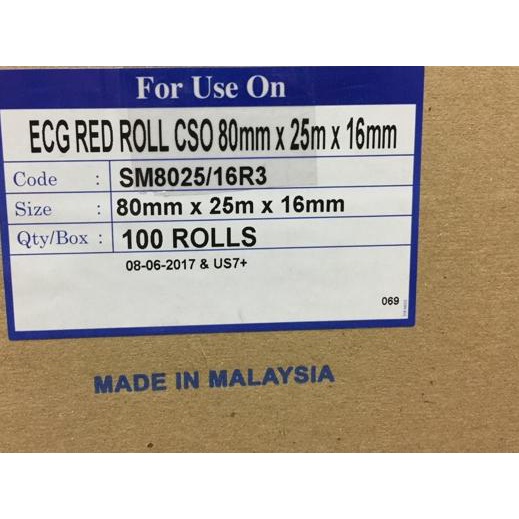 For Use On
ECG RED ROLL CSO 80mm x 25m x 16mm
Code : SM8025/16R3
Size : 80mm x 25m x 16mm
Qty/Box : 100 ROLLS
08-06-2017 & US7+
069
MADE IN MALAYSIA